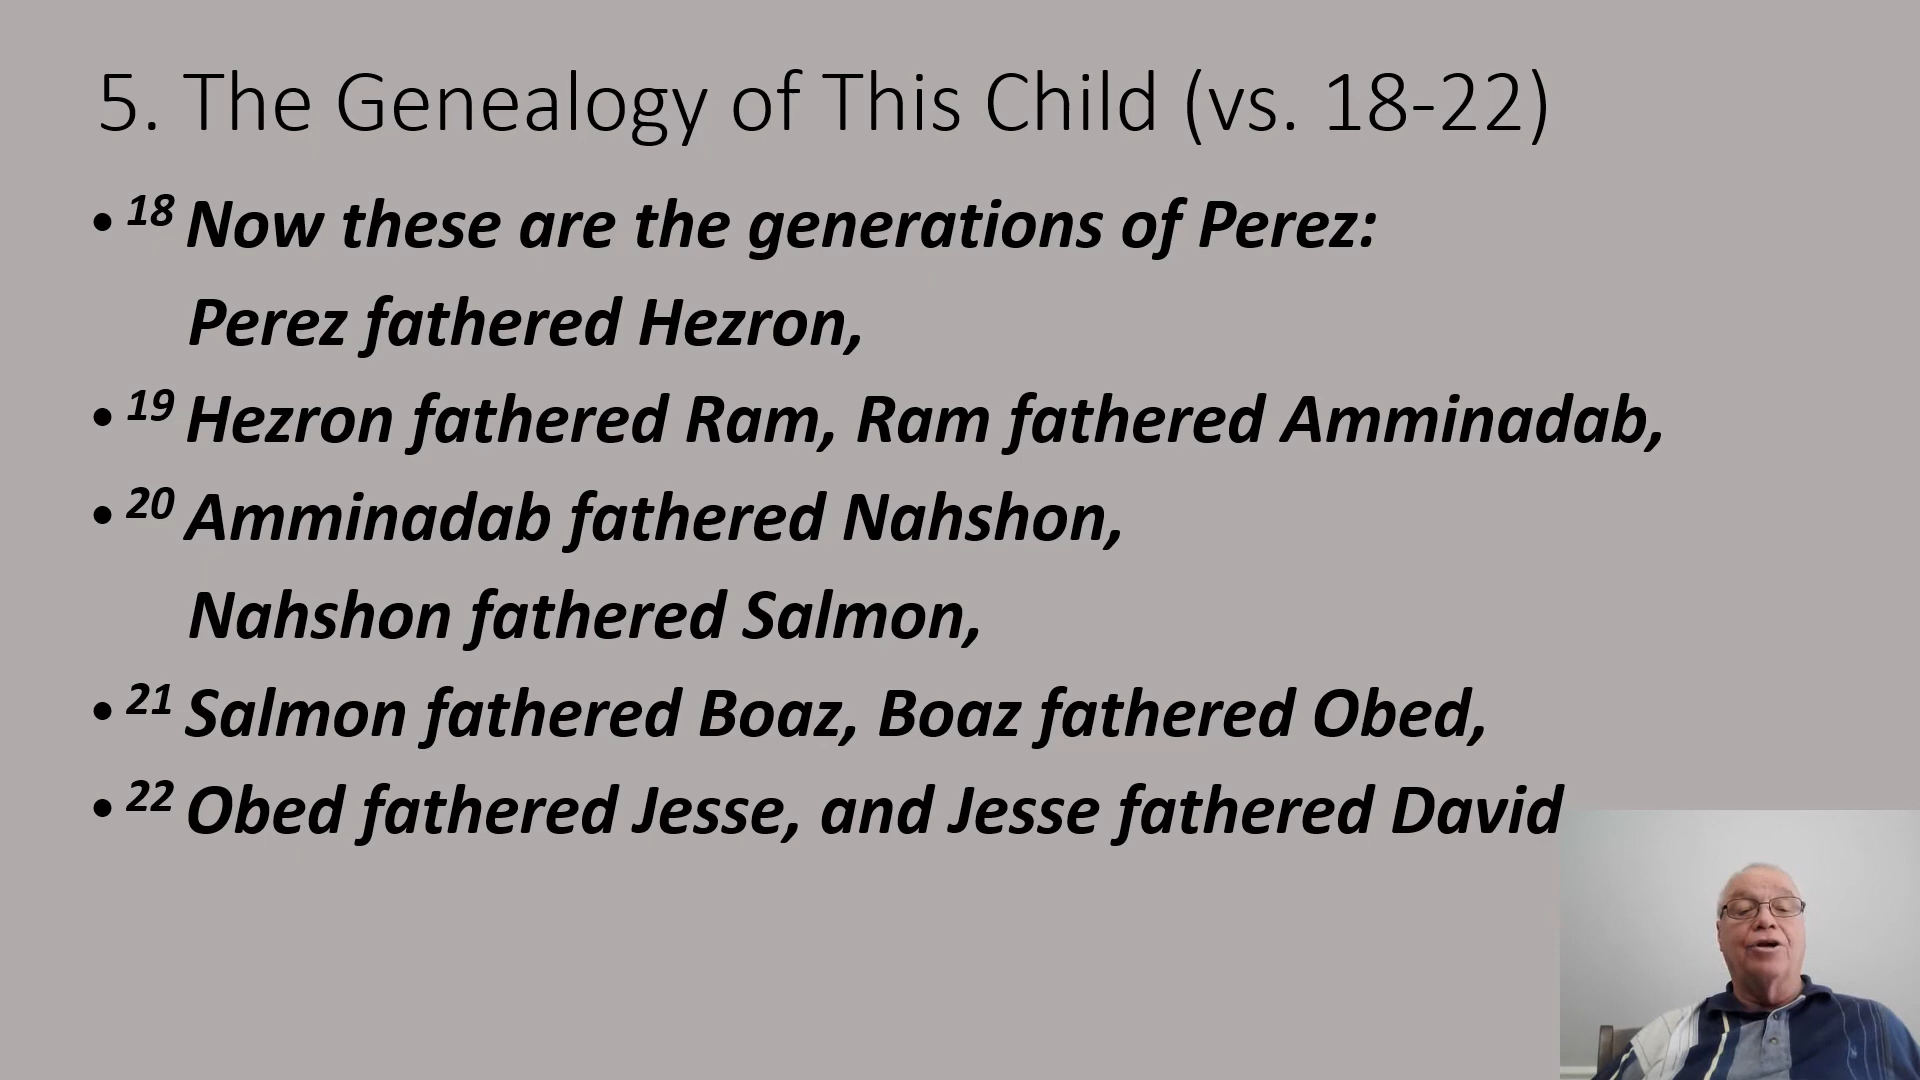 5. The Genealogy of This Child (vs. 18-22)
• 18 Now these are the generations of Perez:
Perez fathered Hezron,
• 19 Hezron fathered Ram, Ram fathered Amminadab,
• 20 Amminadab fathered Nahshon,
Nahshon fathered Salmon,
• 21 Salmon fathered Boaz, Boaz fathered Obed,
• 22 Obed fathered Jesse, and Jesse fathered David